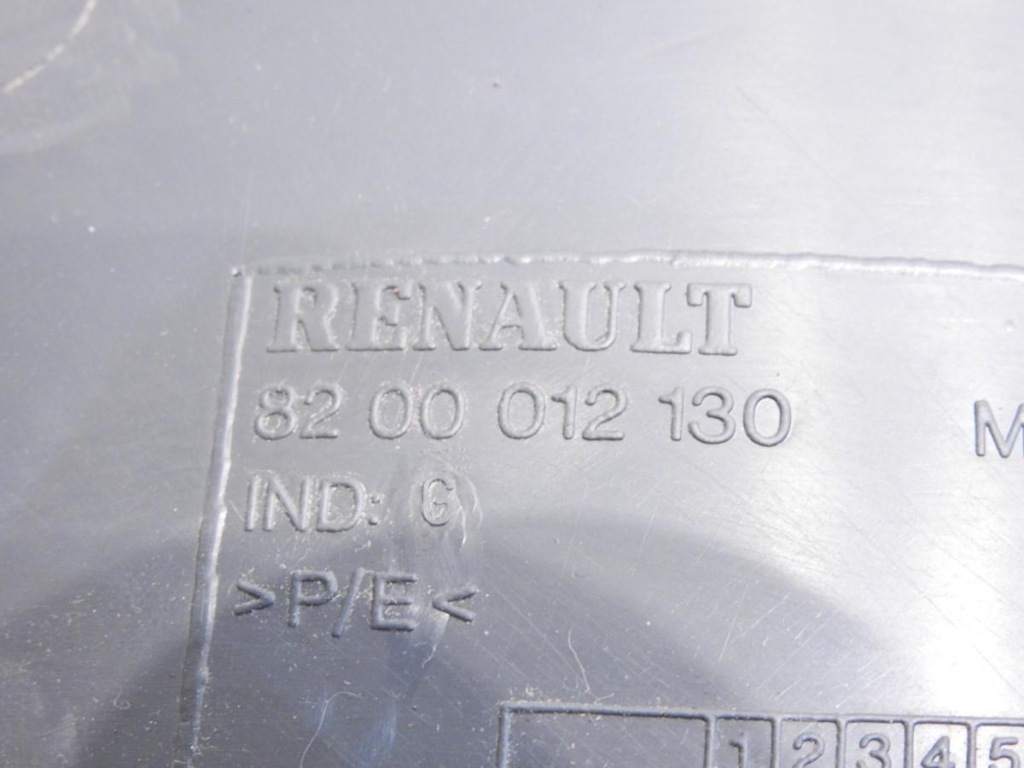 RENAULT
82 00 012 130
M
IND: G
>P/E<
1 2 3 4 5